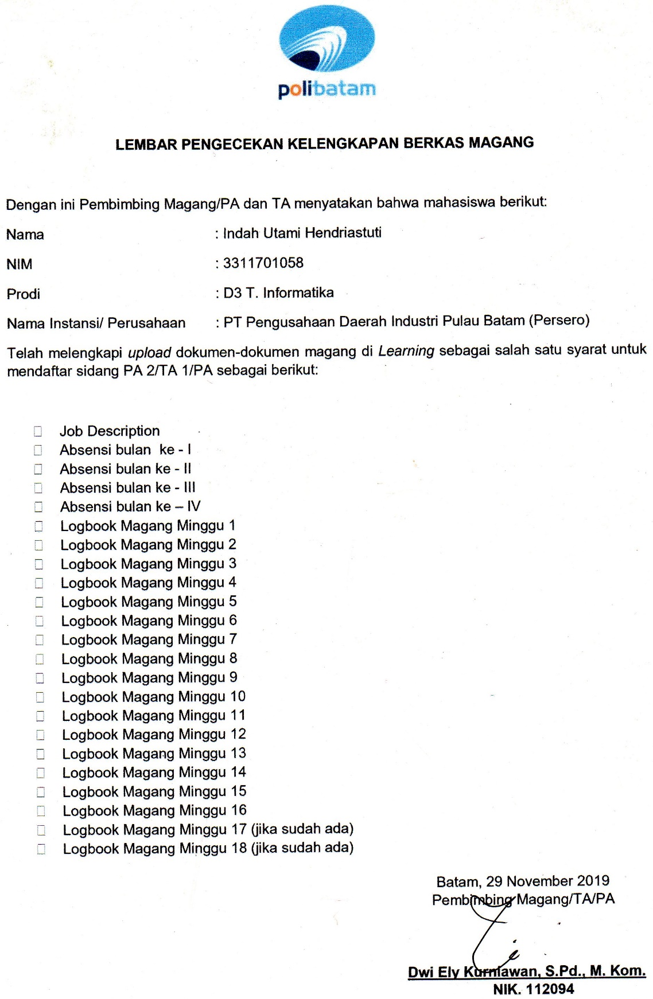 polibatam
LEMBAR PENGECEKAN KELENGKAPAN BERKAS MAGANG
Dengan ini Pembimbing Magang/PA dan TA menyatakan bahwa mahasiswa berikut:
Nama : Indah Utami Hendriastuti
NIM : 3311701058
Prodi : D3 T. Informatika
Nama Instansi/ Perusahaan : PT Pengusahaan Daerah Industri Pulau Batam (Persero)
Telah melengkapi upload dokumen-dokumen magang di Learning sebagai salah satu syarat untuk
mendaftar sidang PA 2/TA 1/PA sebagai berikut:
Job Description
Absensi bulan ke - I
Absensi bulan ke - II
Absensi bulan ke - III
Absensi bulan ke – IV
Logbook Magang Minggu 1
Logbook Magang Minggu 2
Logbook Magang Minggu 3
Logbook Magang Minggu 4
Logbook Magang Minggu 5
Logbook Magang Minggu 6
Logbook Magang Minggu 7
Logbook Magang Minggu 8
Logbook Magang Minggu 9
Logbook Magang Minggu 10
Logbook Magang Minggu 11
Logbook Magang Minggu 12
Logbook Magang Minggu 13
Logbook Magang Minggu 14
Logbook Magang Minggu 15
Logbook Magang Minggu 16
Logbook Magang Minggu 17 (jika sudah ada)
Logbook Magang Minggu 18 (jika sudah ada)
Batam, 29 November 2019
Pembimbing Magang/TA/PA
Dwi Ely Kurniawan, S.Pd., M. Kom.
NIK. 112094